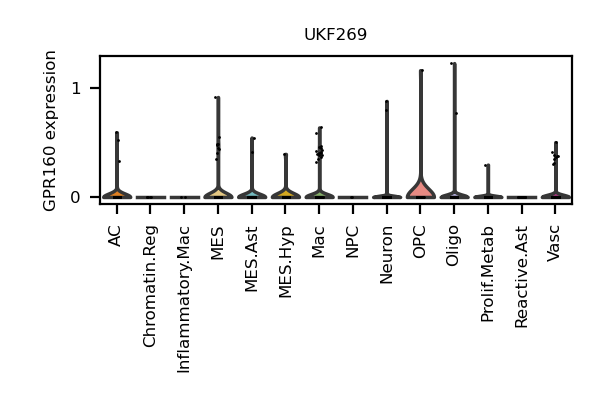 UKF269
GPR160 expression
1
0
AC
Chromatin.Reg
Inflammatory.Mac
MES
MES.Ast
MES.Hyp
Mac
NPC
Neuron
OPC
Oligo
Prolif.Metab
Reactive.Ast
Vasc